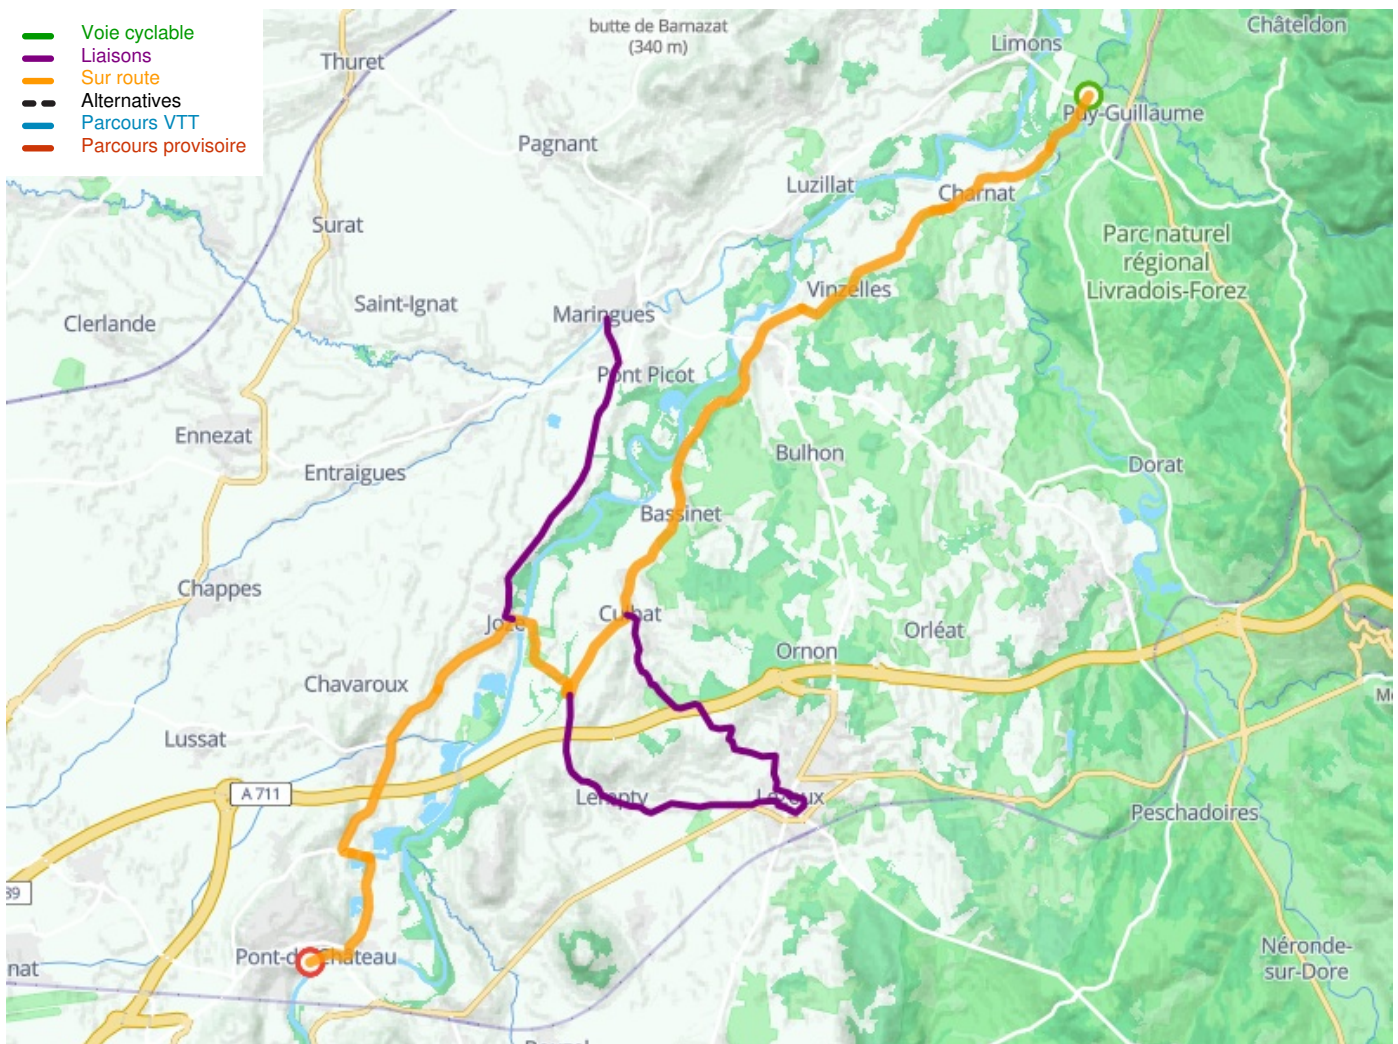 Voie cyclable
Liaisons
Sur route
Alternatives
Parcours VTT
Parcours provisoire
butte de Barnazat
(340 m)
Châteldon
Limons
Thuret
Puy-Guillaume
Pagnant
Luzillat
Charnat
Surat
Parc naturel
régional
Livradois-Forez
Vinzelles
Saint-Ignat
Maringues
Clerlande
Pont Picot
Ennezat
Bulhon
Entraigues
Dorat
Bassinet
Chappes
Culhat
Joze
Orléat
Ornon
Chavaroux
Lussat
A 711
Lempty
Lezoux
Peschadoires
89
Pont-du-Château
Néronde-
sur-Dore
nat